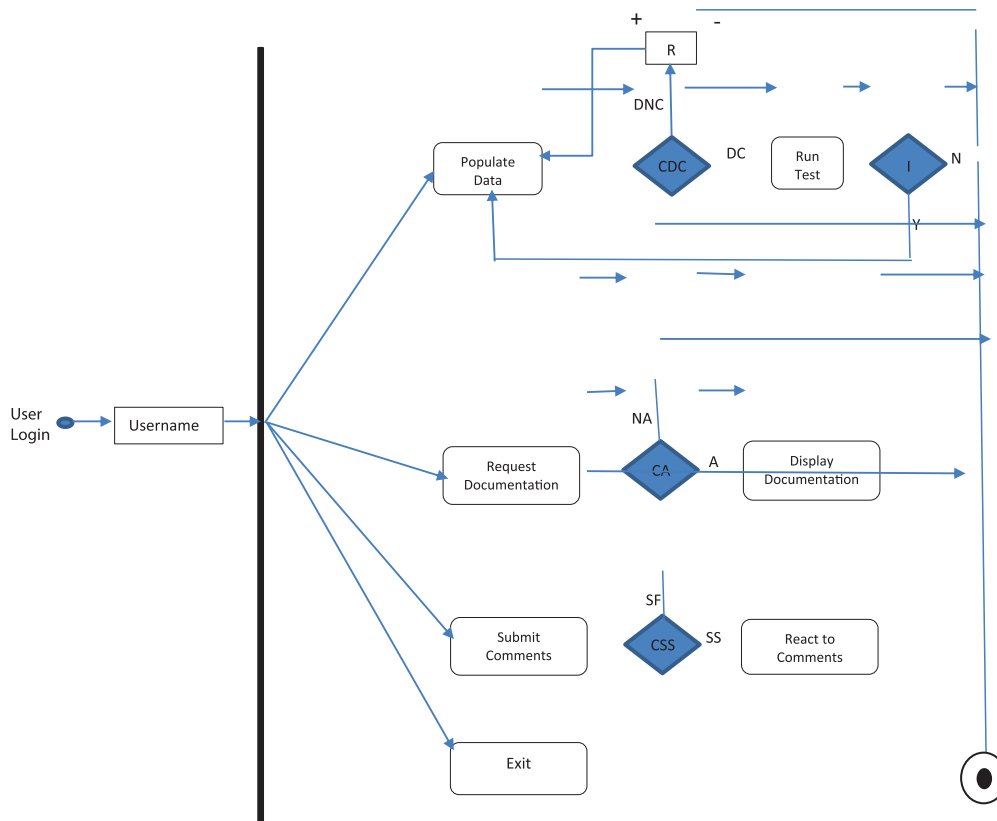 +
-
R
DNC
Populate
Data
CDC
DC
Run
Test
I
N
Y
User
Login
Username
NA
Request
Documentation
CA
A
Display
Documentation
SF
Submit
Comments
CSS
SS
React to
Comments
Exit